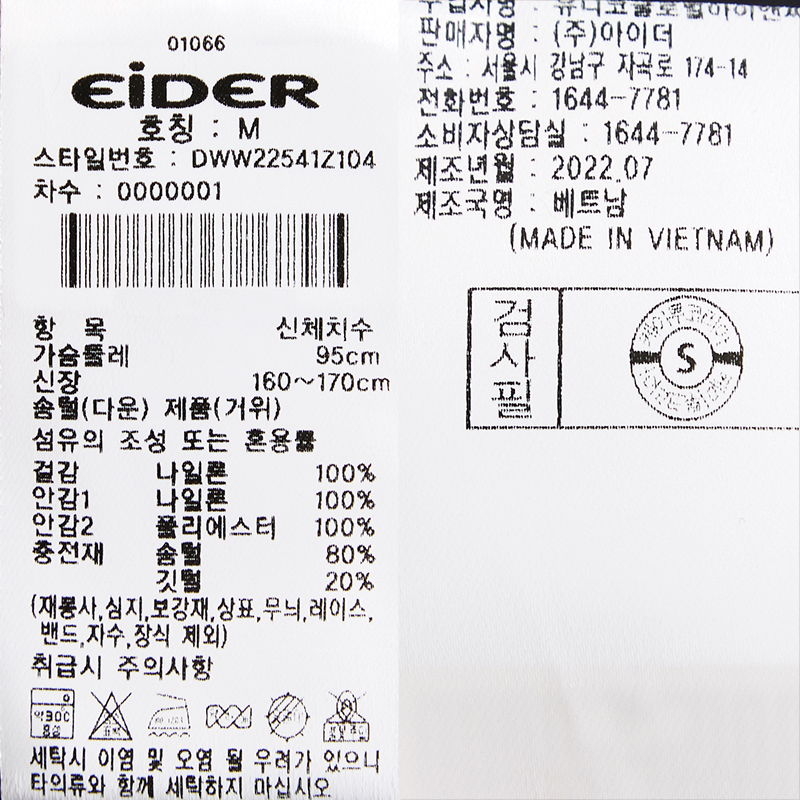 01066
EiDER
호칭 : M
스타일번호 : DWW22541Z104
차수 : 0000001
항 목 신체치수
가슴둘레 95cm
신장 160~170cm
솜털(다운) 제품(거위)
섬유의 조성 또는 혼용률
겉감 나일론 100%
안감1 나일론 100%
안감2 폴리에스터 100%
충전재 솜털 80%
깃털 20%
(재봉사,심지,보강재,상표,무늬,레이스,
밴드,자수,장식 제외)
취급시 주의사항
약30C
중성
세탁시 이염 및 오염 될 우려가 있으니
타의류와 함께 세탁하지 마십시오.
판매자명 : (주)아이더
주소 : 서울시 강남구 자곡로 174-14
전화번호 : 1644-7781
소비자상담실 : 1644-7781
제조년월 : 2022.07
제조국명 : 베트남
(MADE IN VIETNAM)
검사필
S